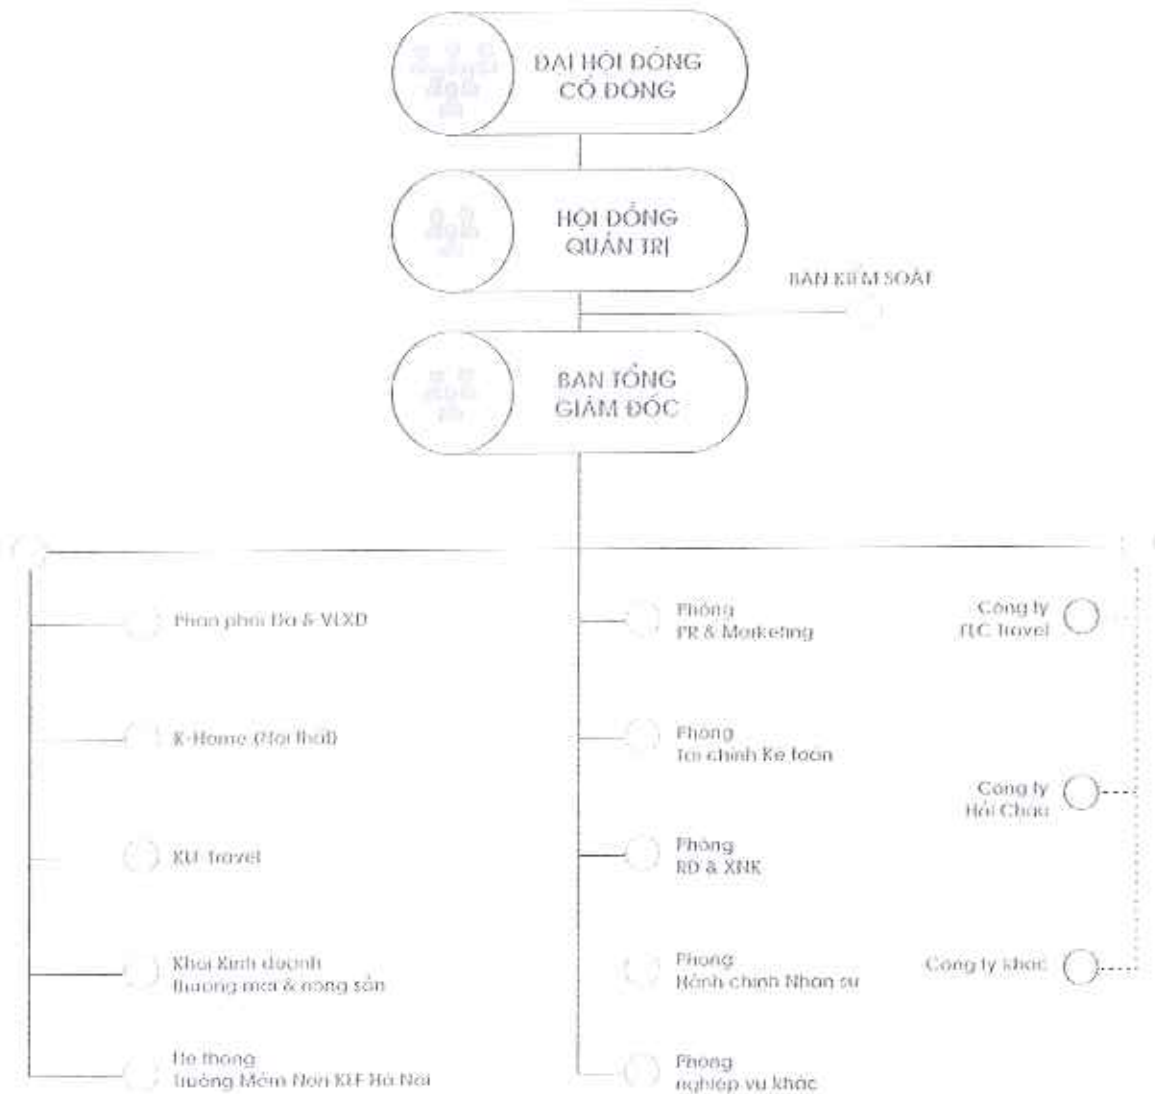 ĐẠI HỘI ĐỒNG
CỔ ĐÔNG
HỘI ĐỒNG
QUẢN TRỊ
BAN KIỂM SOÁT
BAN TỔNG
GIÁM ĐỐC
Phân phối Đá & VLXD
K-Home (Nội thất)
KLF Travel
Khối Kinh doanh
thương mại & nông sản
Hệ thống
Trường Mầm Non KLF Hà Nội
Phòng
PR & Marketing
Phòng
Tài chính Kế toán
Phòng
RD & XNK
Phòng
Hành chính Nhân sự
Phòng
nghiệp vụ khác
Công ty
FLC Travel
Công ty
Hải Châu
Công ty khác